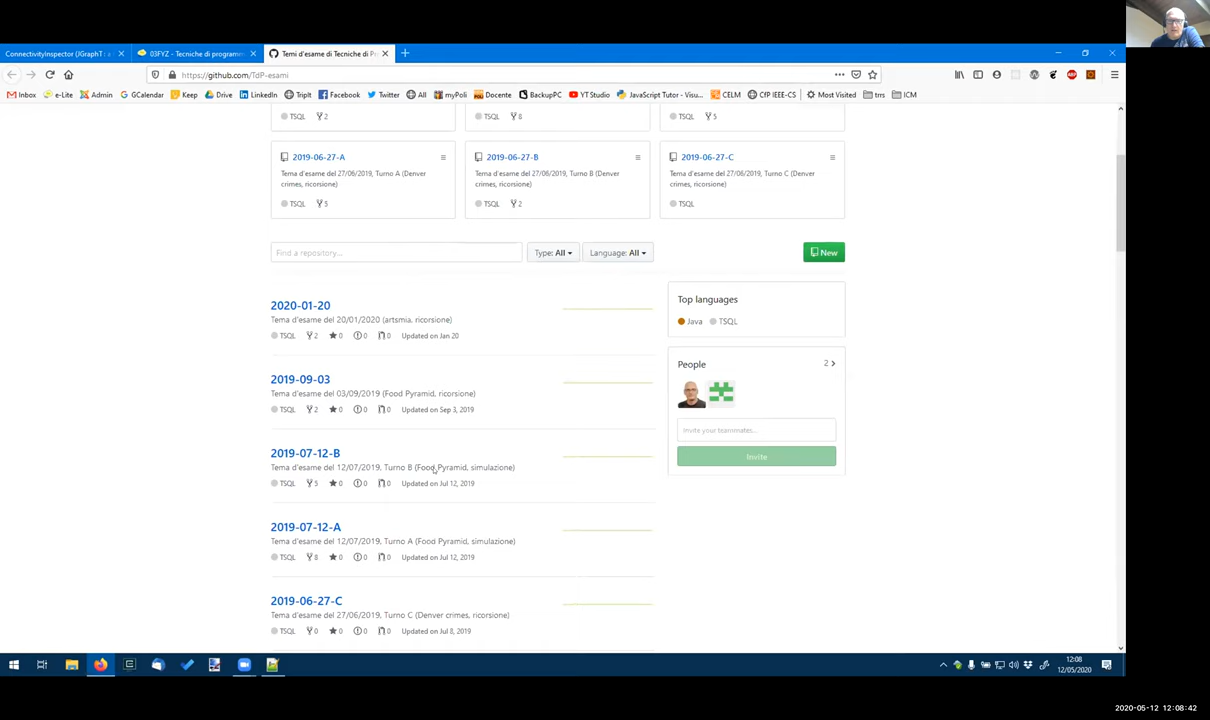 ConnectivityInspector (JGraphT : a
03FYZ - Tecniche di programm
Temi d'esame di Tecniche di Pr
https://github.com/TdP-esami
Inbox e-Lite Admin GCalendar Keep Drive LinkedIn TripIt Facebook Twitter All myPoli Docente BackupPC YT Studio JavaScript Tutor - Visu... CELM CfP IEEE-CS Most Visited trrs ICM
TSQL 2
TSQL 8
TSQL 5
2019-06-27-A
Tema d'esame del 27/06/2019, Turno A (Denver
crimes, ricorsione)
TSQL 5
2019-06-27-B
Tema d'esame del 27/06/2019, Turno B (Denver
crimes, ricorsione)
TSQL 2
2019-06-27-C
Tema d'esame del 27/06/2019, Turno C (Denver
crimes, ricorsione)
TSQL
Find a repository...
Type: All
Language: All
New
2020-01-20
Tema d'esame del 20/01/2020 (artsmia, ricorsione)
TSQL 2 0 0 0 Updated on Jan 20
2019-09-03
Tema d'esame del 03/09/2019 (Food Pyramid, ricorsione)
TSQL 2 0 0 0 Updated on Sep 3, 2019
2019-07-12-B
Tema d'esame del 12/07/2019, Turno B (Food Pyramid, simulazione)
TSQL 5 0 0 0 Updated on Jul 12, 2019
2019-07-12-A
Tema d'esame del 12/07/2019, Turno A (Food Pyramid, simulazione)
TSQL 8 0 0 0 Updated on Jul 12, 2019
2019-06-27-C
Tema d'esame del 27/06/2019, Turno C (Denver crimes, ricorsione)
TSQL 0 0 0 0 Updated on Jul 8, 2019
Top languages
Java TSQL
People 2
Invite your teammates...
Invite
12:08
12/05/2020
2020-05-12 12:08:42